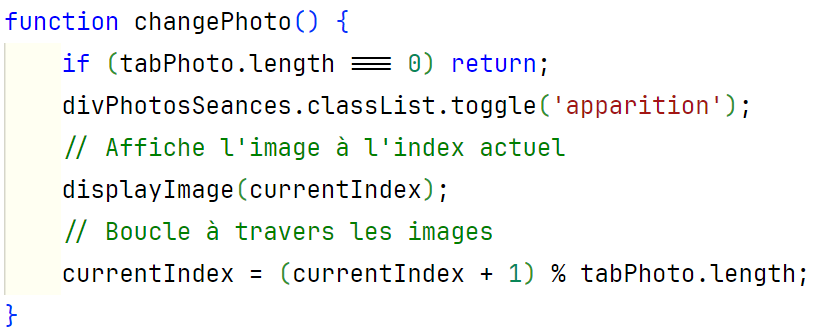 function changePhoto() {
if (tabPhoto.length === 0) return;
divPhotosSeances.classList.toggle('apparition');
// Affiche l'image à l'index actuel
displayImage(currentIndex);
// Boucle à travers les images
currentIndex = (currentIndex + 1) % tabPhoto.length;
}